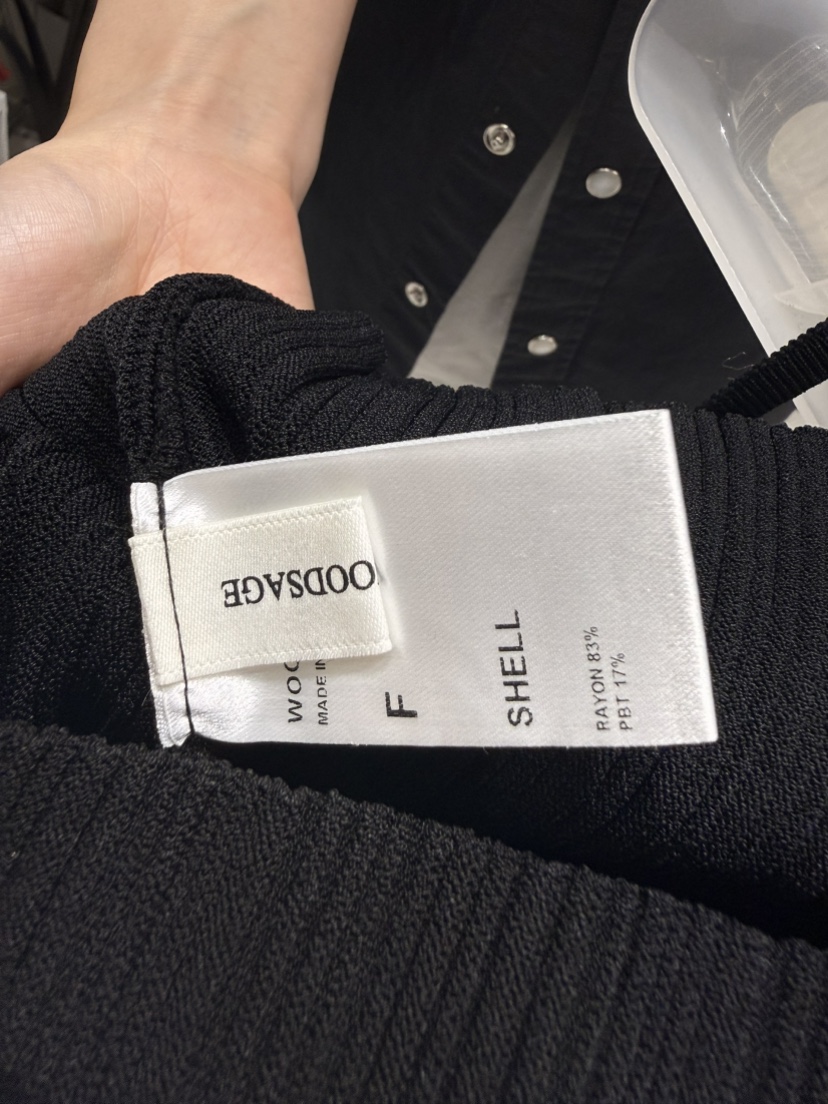 OODSAGE
WOO
MADE IN
F
SHELL
RAYON 83%
PBT 17%